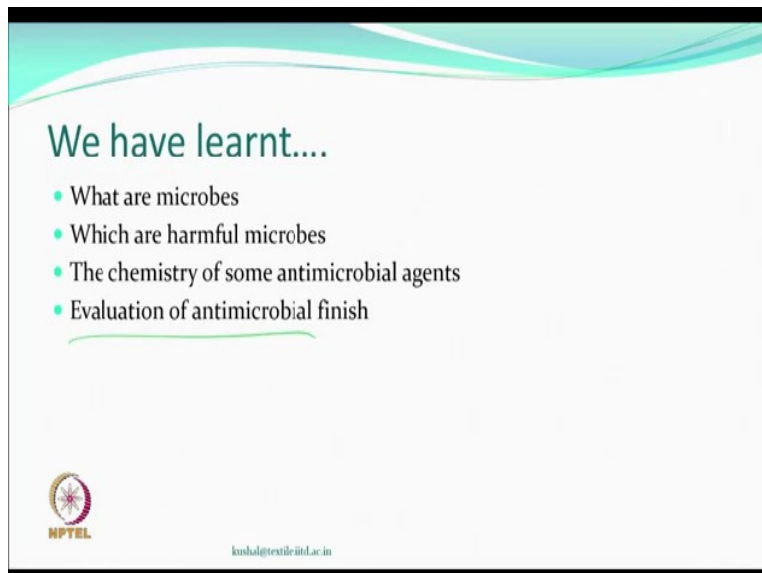 We have learnt....
• What are microbes
• Which are harmful microbes
• The chemistry of some antimicrobial agents
• Evaluation of antimicrobial finish
NPTEL
kushal@textile.iitd.ac.in